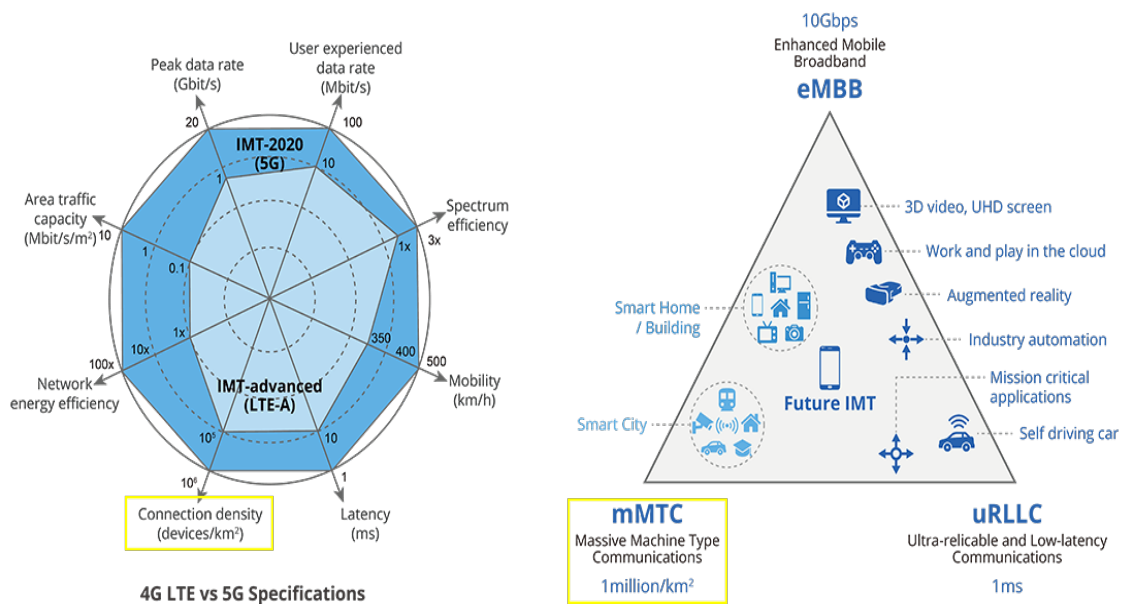 Peak data rate
(Gbit/s)
User experienced
data rate
(Mbit/s)
20
100
IMT-2020
(5G)
1
10
Area traffic
capacity
(Mbit/s/m²)
10
1
0.1
Spectrum
efficiency
1x
3x
1x
10x
100x
Network
energy efficiency
350
400
500
Mobility
(km/h)
IMT-advanced
(LTE-A)
10⁵
10
10⁶
1
Connection density
(devices/km²)
Latency
(ms)
4G LTE vs 5G Specifications
10Gbps
Enhanced Mobile
Broadband
eMBB
3D video, UHD screen
Work and play in the cloud
Smart Home
/ Building
Augmented reality
Industry automation
Mission critical
applications
Future IMT
Smart City
Self driving car
mMTC
Massive Machine Type
Communications
1million/km²
uRLLC
Ultra-relicable and Low-latency
Communications
1ms